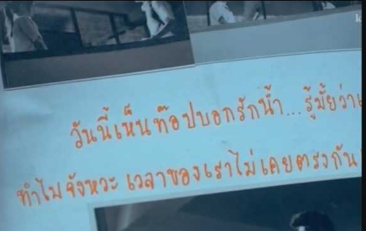 วันนี้เห็นท๊อปบอกรักน้ำ... รู้มั้ยว่า
ทำไมจังหวะ เวลาของเราไม่เคยตรงกัน